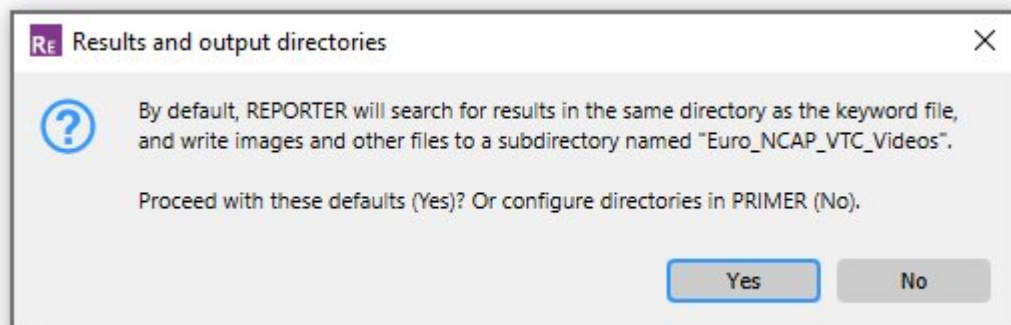 RE Results and output directories
By default, REPORTER will search for results in the same directory as the keyword file,
and write images and other files to a subdirectory named "Euro_NCAP_VTC_Videos".
Proceed with these defaults (Yes)? Or configure directories in PRIMER (No).
Yes No